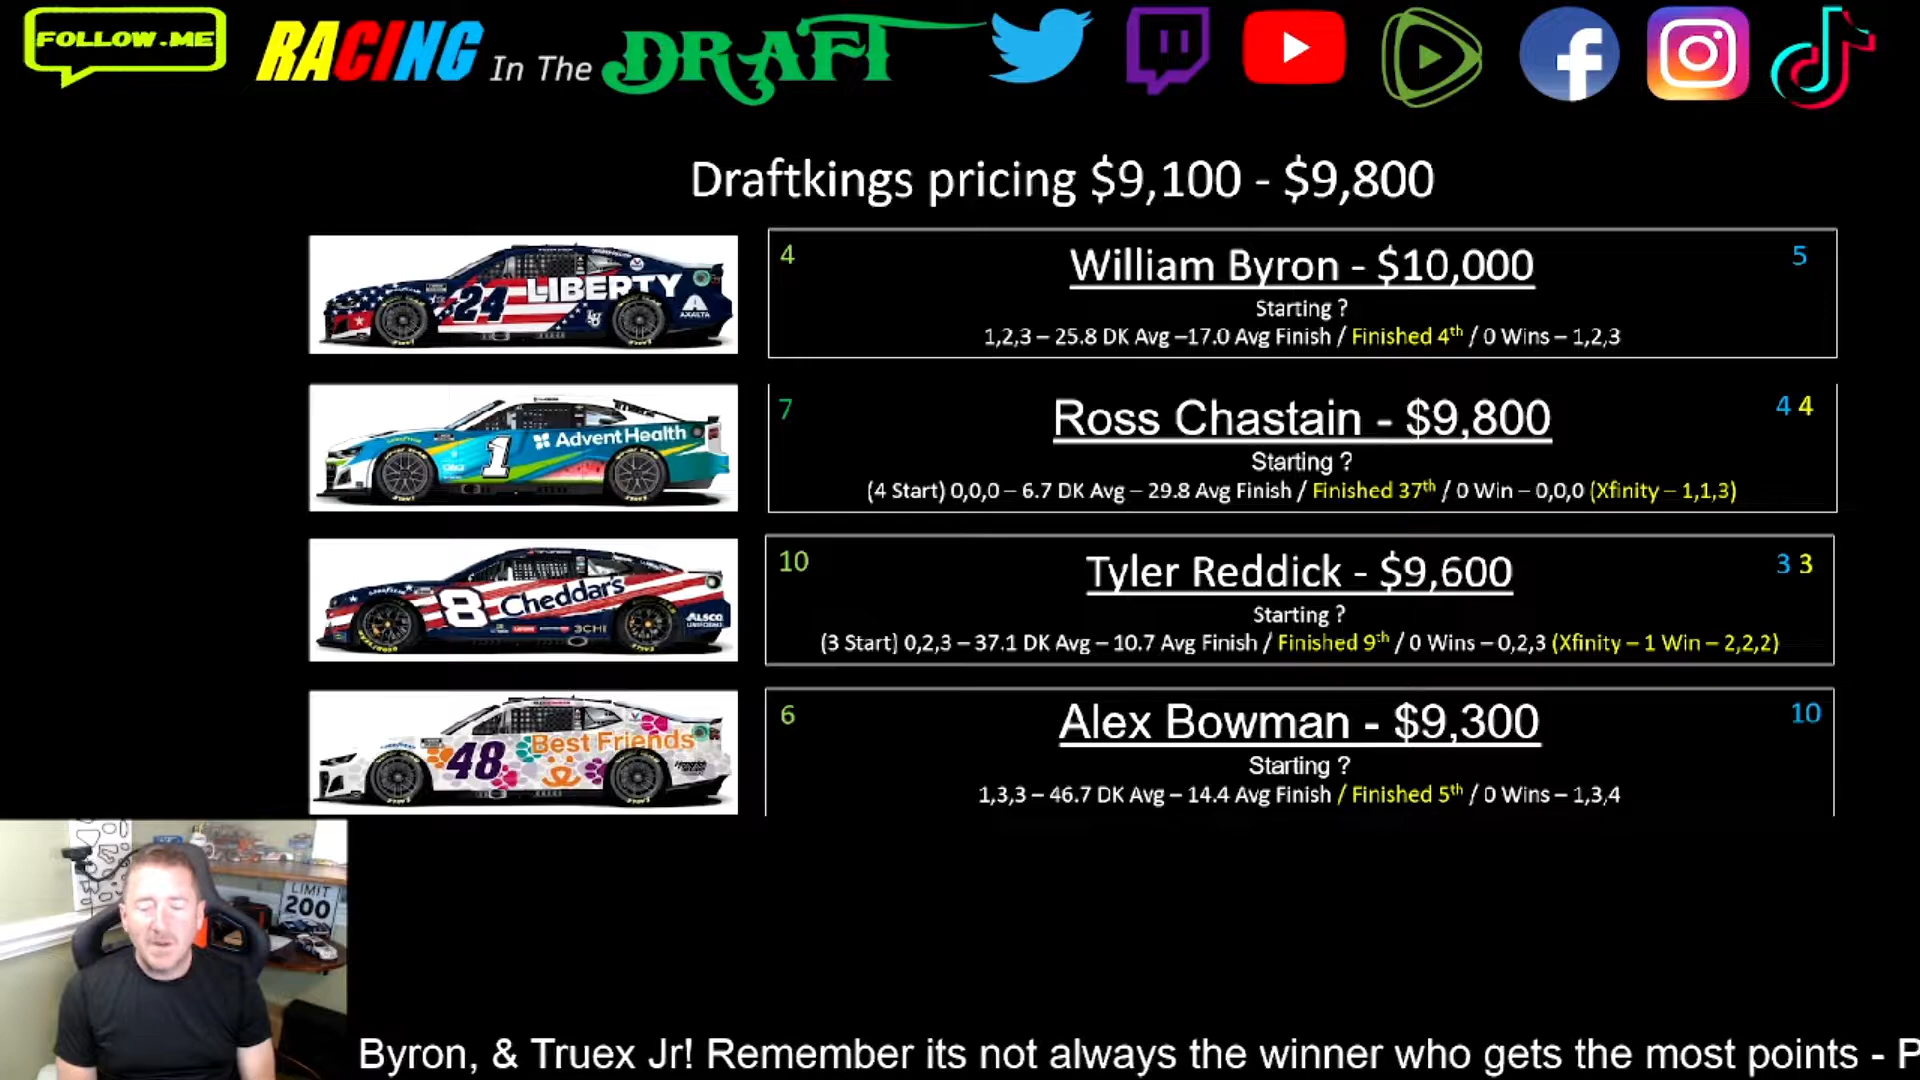 FOLLOW.ME
RACING In The DRAFT
Draftkings pricing $9,100 - $9,800
24 LIBERTY
AXALTA
4
William Byron - $10,000
5
Starting ?
1,2,3 – 25.8 DK Avg –17.0 Avg Finish / Finished 4th / 0 Wins – 1,2,3
1 AdventHealth
7
Ross Chastain - $9,800
4 4
Starting ?
(4 Start) 0,0,0 – 6.7 DK Avg – 29.8 Avg Finish / Finished 37th / 0 Win – 0,0,0 (Xfinity – 1,1,3)
8 Cheddar's
ALSCO
3CHI
10
Tyler Reddick - $9,600
3 3
Starting ?
(3 Start) 0,2,3 – 37.1 DK Avg – 10.7 Avg Finish / Finished 9th / 0 Wins – 0,2,3 (Xfinity – 1 Win – 2,2,2)
48 Best Friends
6
Alex Bowman - $9,300
10
Starting ?
1,3,3 – 46.7 DK Avg – 14.4 Avg Finish / Finished 5th / 0 Wins – 1,3,4
LIMIT
200
Byron, & Truex Jr! Remember its not always the winner who gets the most points - P